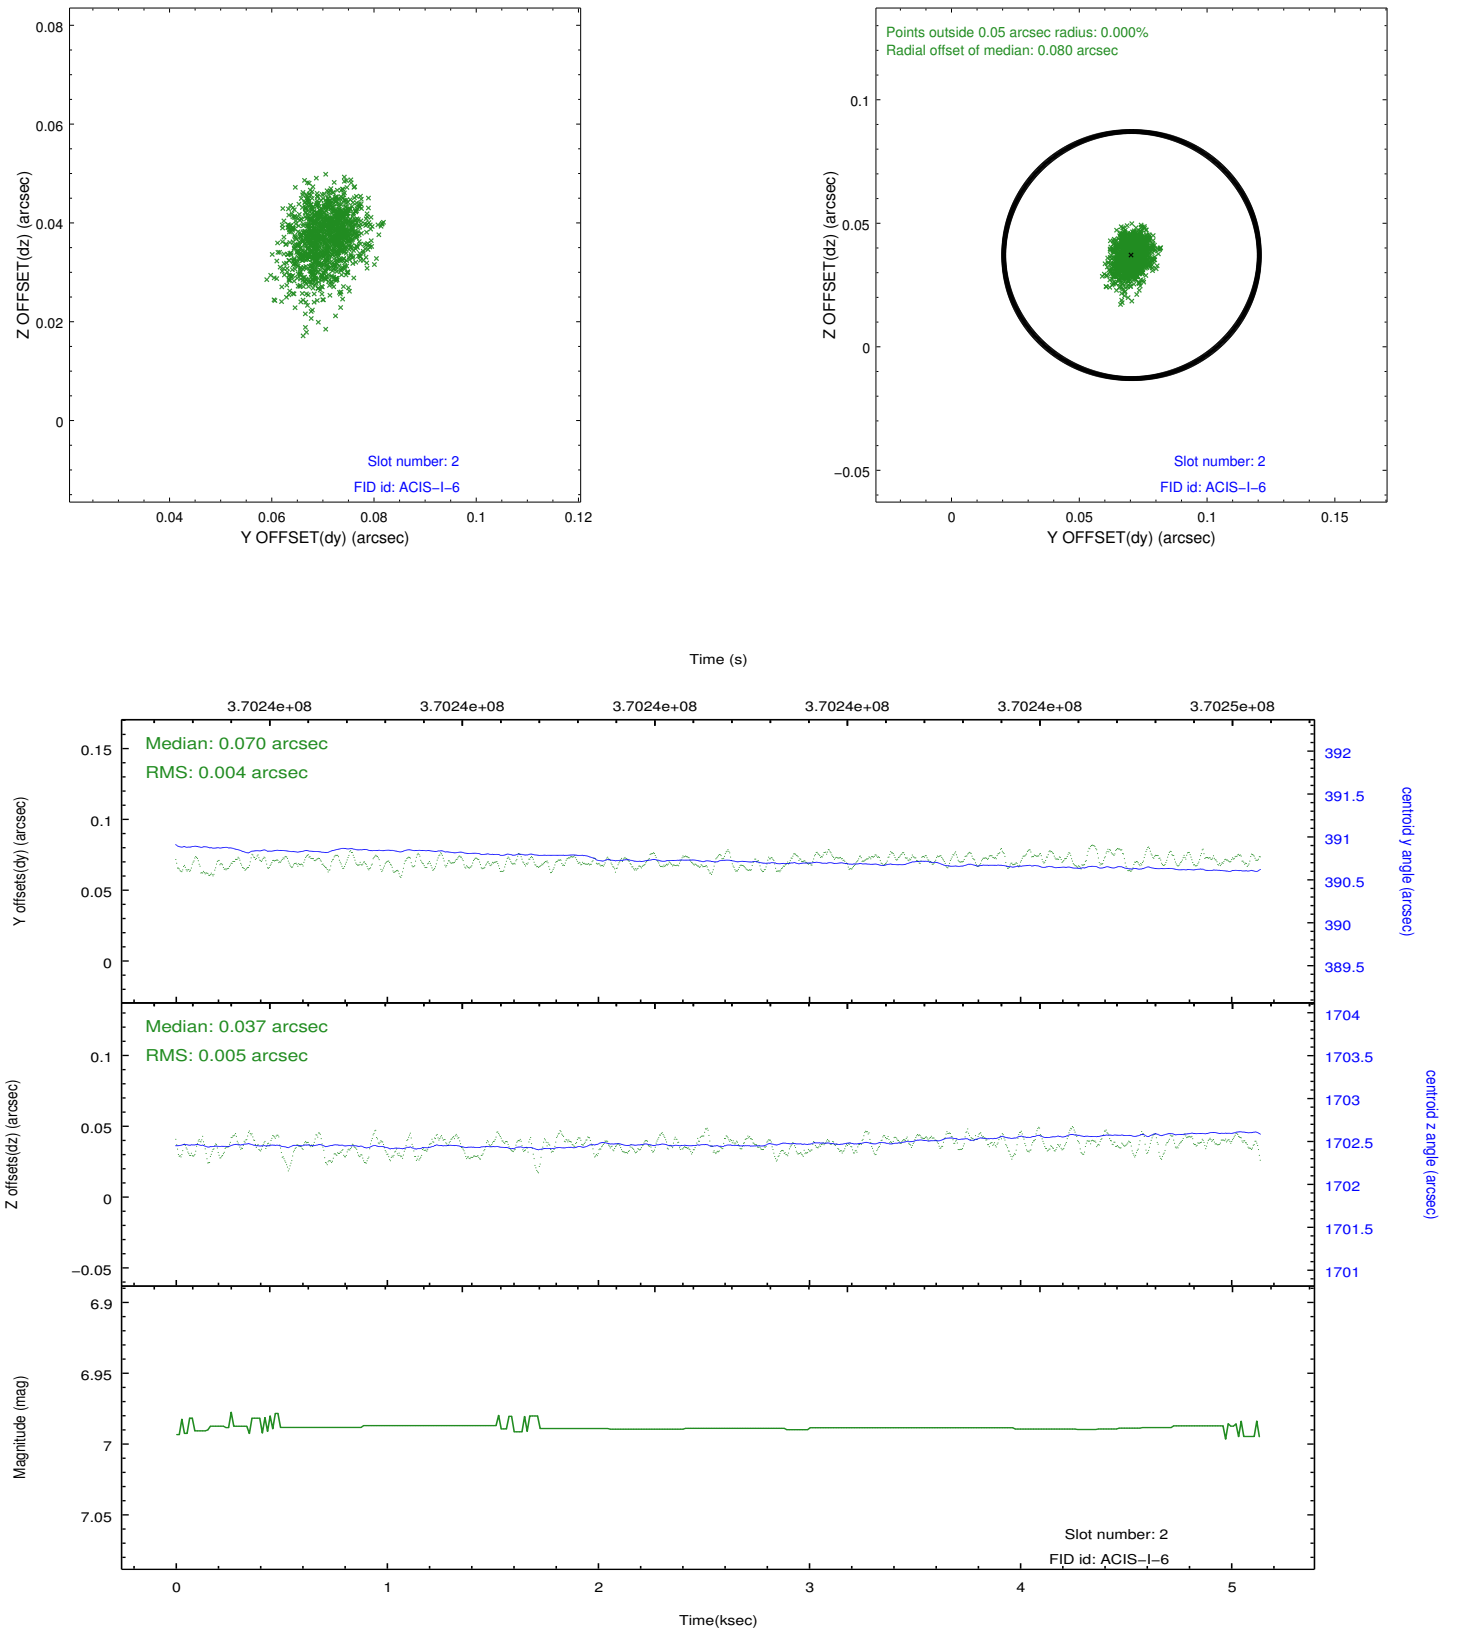 0.08
0.06
0.04
0.02
0
Z OFFSET(dz) (arcsec)
Slot number: 2
FID id: ACIS−I−6
0.04 0.06 0.08 0.1 0.12
Y OFFSET(dy) (arcsec)
Points outside 0.05 arcsec radius: 0.000%
Radial offset of median: 0.080 arcsec
0.1
0.05
0
−0.05
Z OFFSET(dz) (arcsec)
Slot number: 2
FID id: ACIS−I−6
0 0.05 0.1 0.15
Y OFFSET(dy) (arcsec)
Time (s)
3.7024e+08 3.7024e+08 3.7024e+08 3.7024e+08 3.7024e+08 3.7025e+08
Median: 0.070 arcsec
RMS: 0.004 arcsec
0.15
0.1
0.05
0
Y offsets(dy) (arcsec)
392
391.5
391
390.5
390
389.5
centroid y angle (arcsec)
Median: 0.037 arcsec
RMS: 0.005 arcsec
0.1
0.05
0
−0.05
Z offsets(dz) (arcsec)
1704
1703.5
1703
1702.5
1702
1701.5
1701
centroid z angle (arcsec)
6.9
6.95
7
7.05
Magnitude (mag)
Slot number: 2
FID id: ACIS−I−6
0 1 2 3 4 5
Time(ksec)